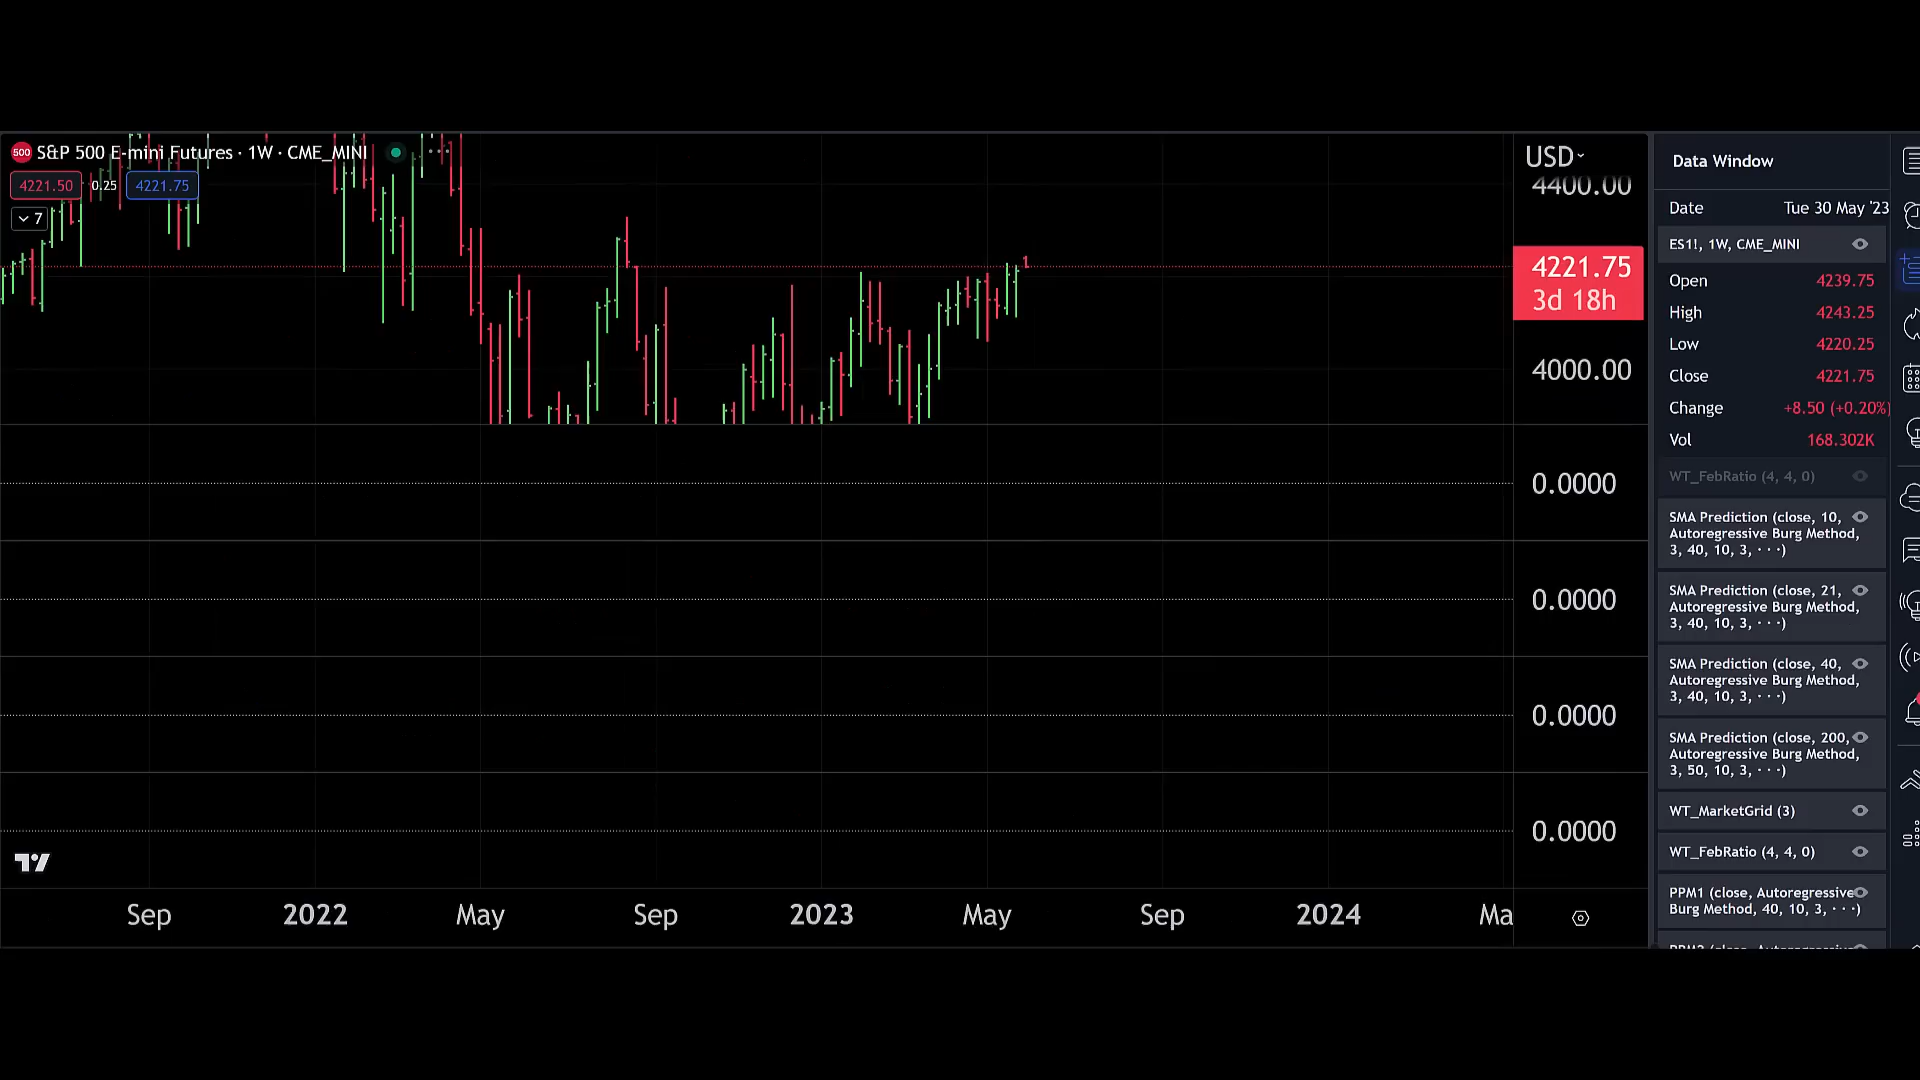 500 S&P 500 E-mini Futures · 1W · CME_MINI
4221.50 0.25 4221.75
7
USD
4400.00
4221.75
3d 18h
4000.00
0.0000
0.0000
0.0000
0.0000
Sep 2022 May Sep 2023 May Sep 2024 Ma
Data Window
Date Tue 30 May '23
ES1!, 1W, CME_MINI
Open 4239.75
High 4243.25
Low 4220.25
Close 4221.75
Change +8.50 (+0.20%)
Vol 168.302K
WT_FebRatio (4, 4, 0)
SMA Prediction (close, 10,
Autoregressive Burg Method,
3, 40, 10, 3, · · ·)
SMA Prediction (close, 21,
Autoregressive Burg Method,
3, 40, 10, 3, · · ·)
SMA Prediction (close, 40,
Autoregressive Burg Method,
3, 40, 10, 3, · · ·)
SMA Prediction (close, 200,
Autoregressive Burg Method,
3, 50, 10, 3, · · ·)
WT_MarketGrid (3)
WT_FebRatio (4, 4, 0)
PPM1 (close, Autoregressive
Burg Method, 40, 10, 3, · · ·)